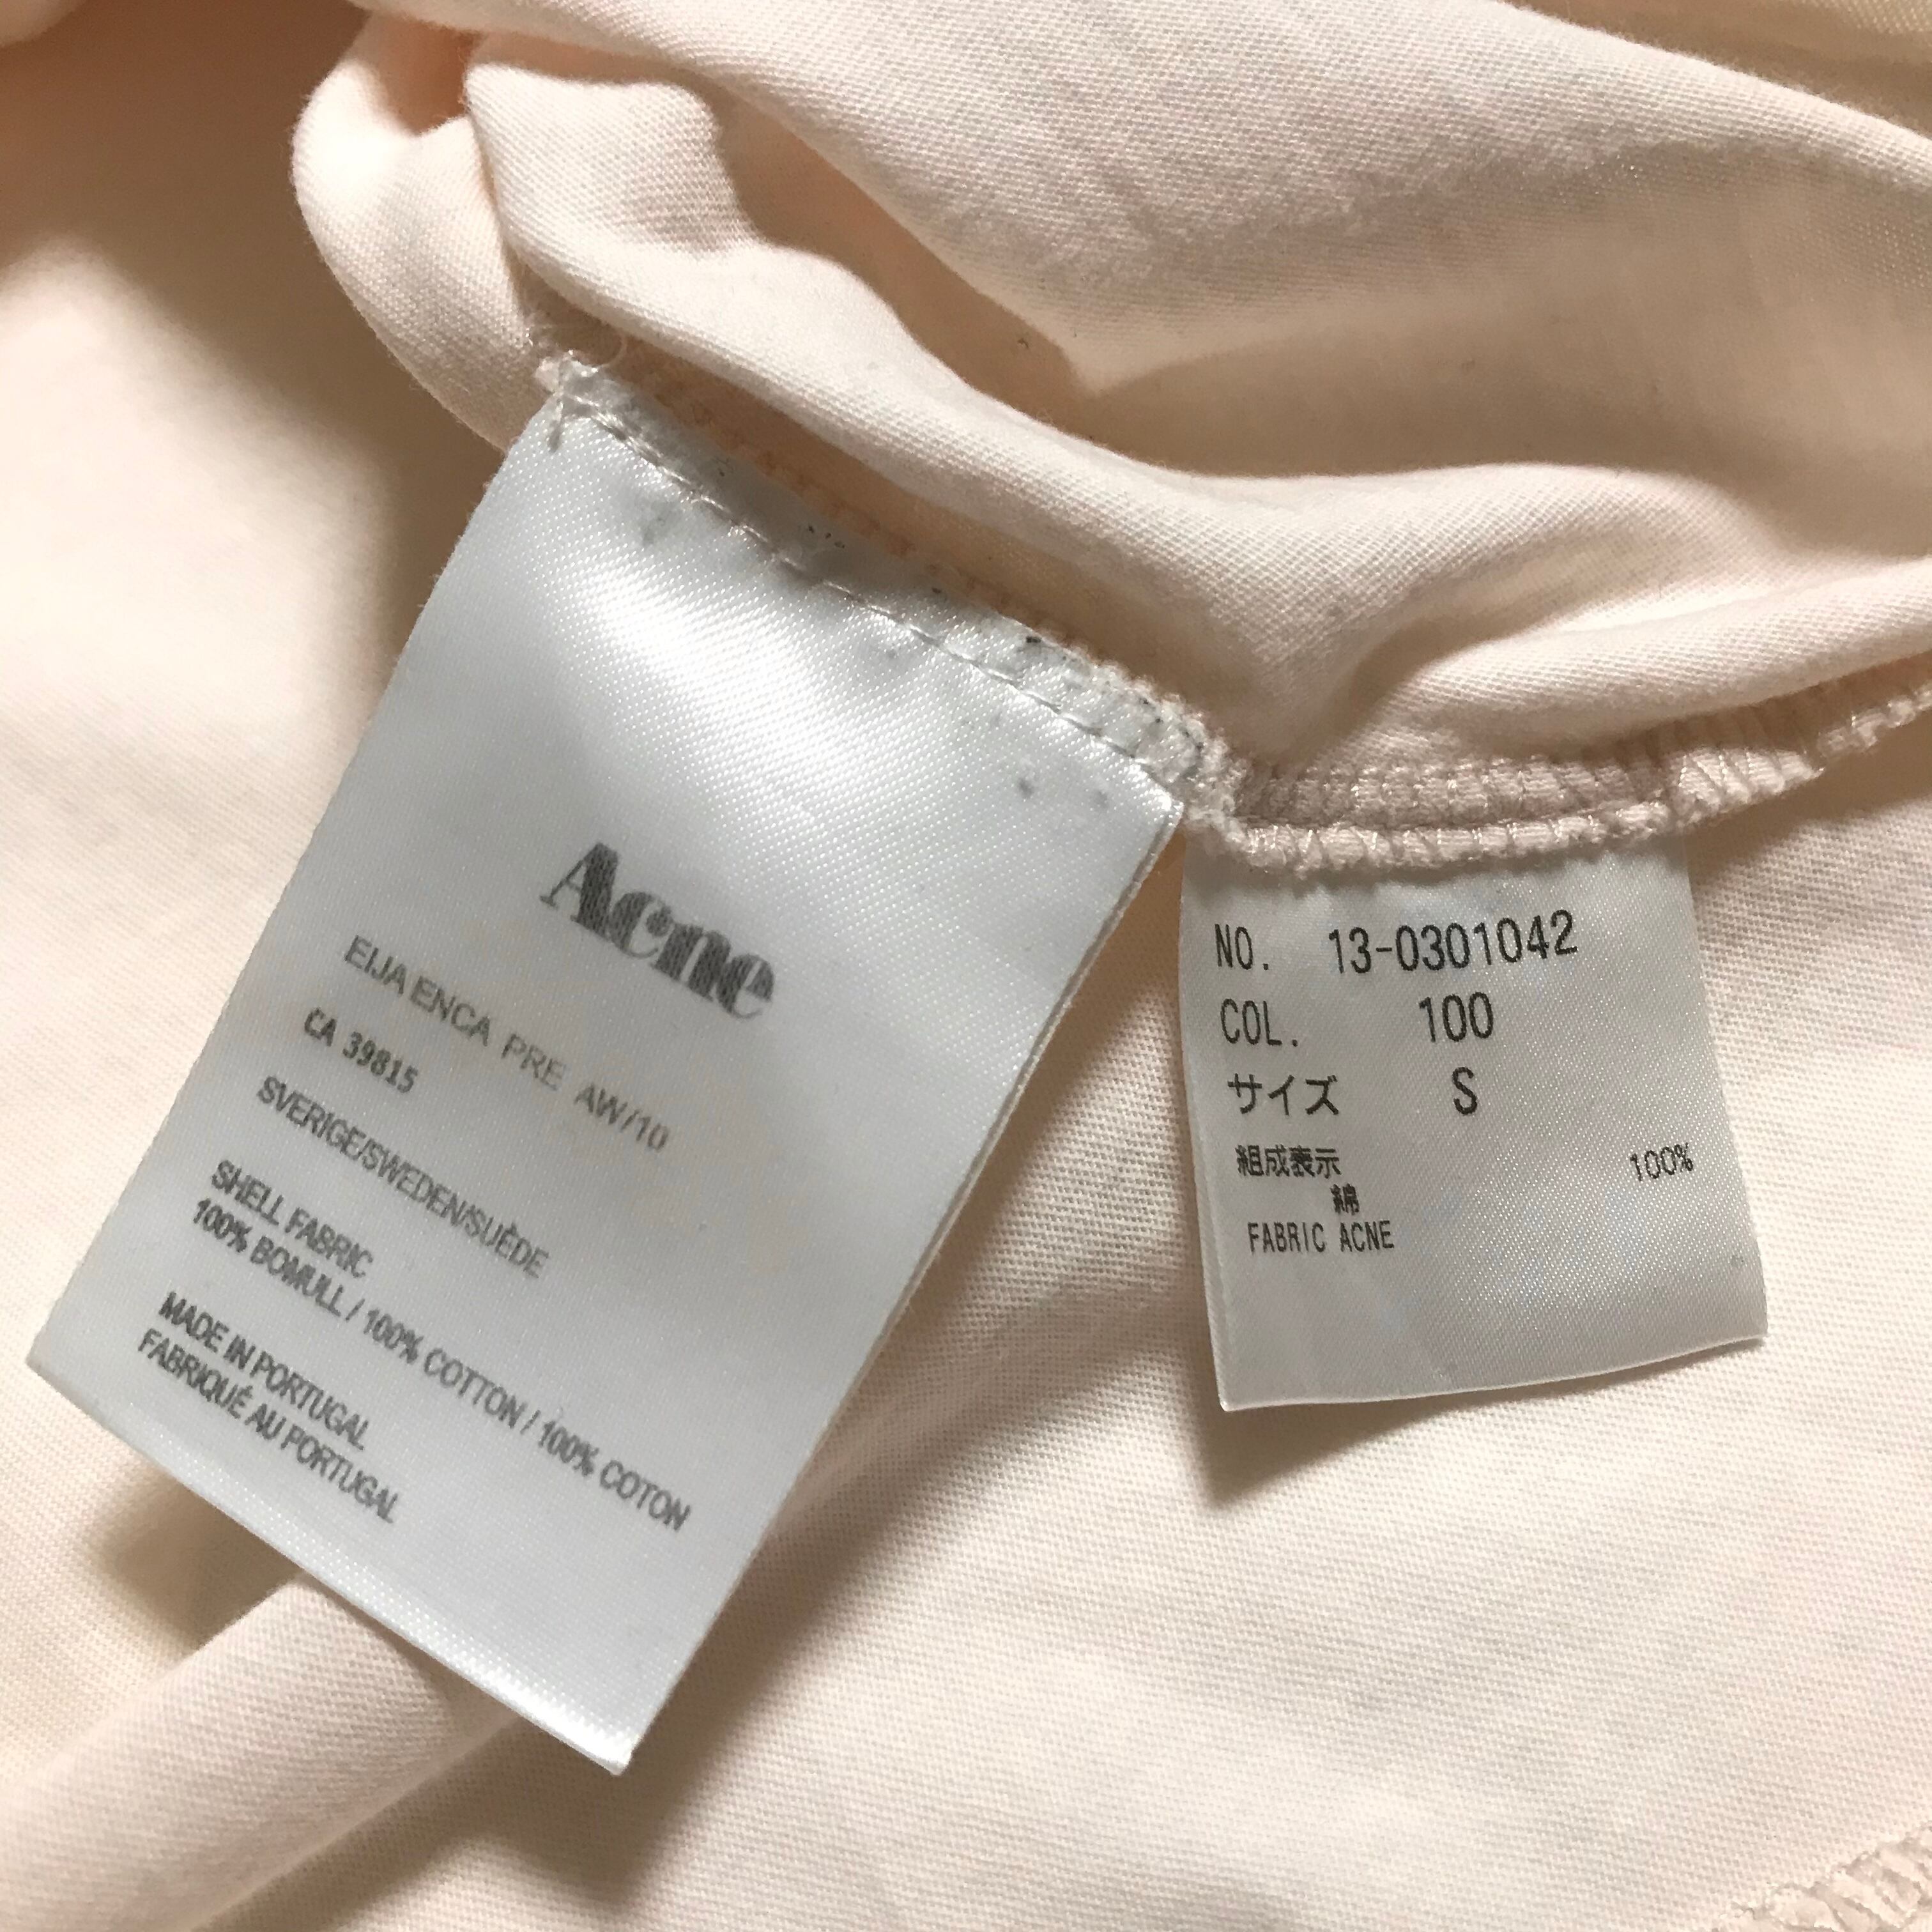 Acne
EIJA ENCA PRE AW/10
CA 39815
SVERIGE/SWEDEN/SUÈDE
SHELL FABRIC
100% BOMULL / 100% COTTON / 100% COTON
MADE IN PORTUGAL
FABRIQUÉ AU PORTUGAL
NO. 13-0301042
COL. 100
サイズ S
組成表示
綿 100%
FABRIC ACNE